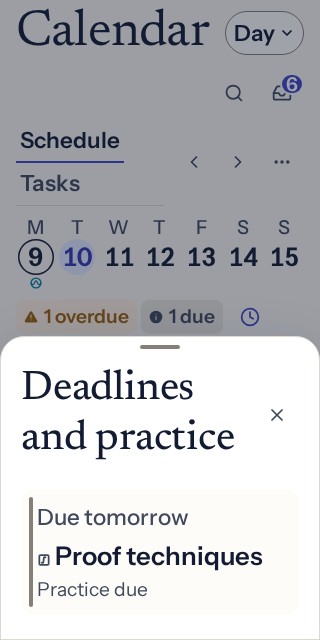 Calendar
Day
6
Schedule
Tasks
M T W T F S S
9 10 11 12 13 14 15
1 overdue
1 due
Deadlines
and practice
Due tomorrow
Proof techniques
Practice due